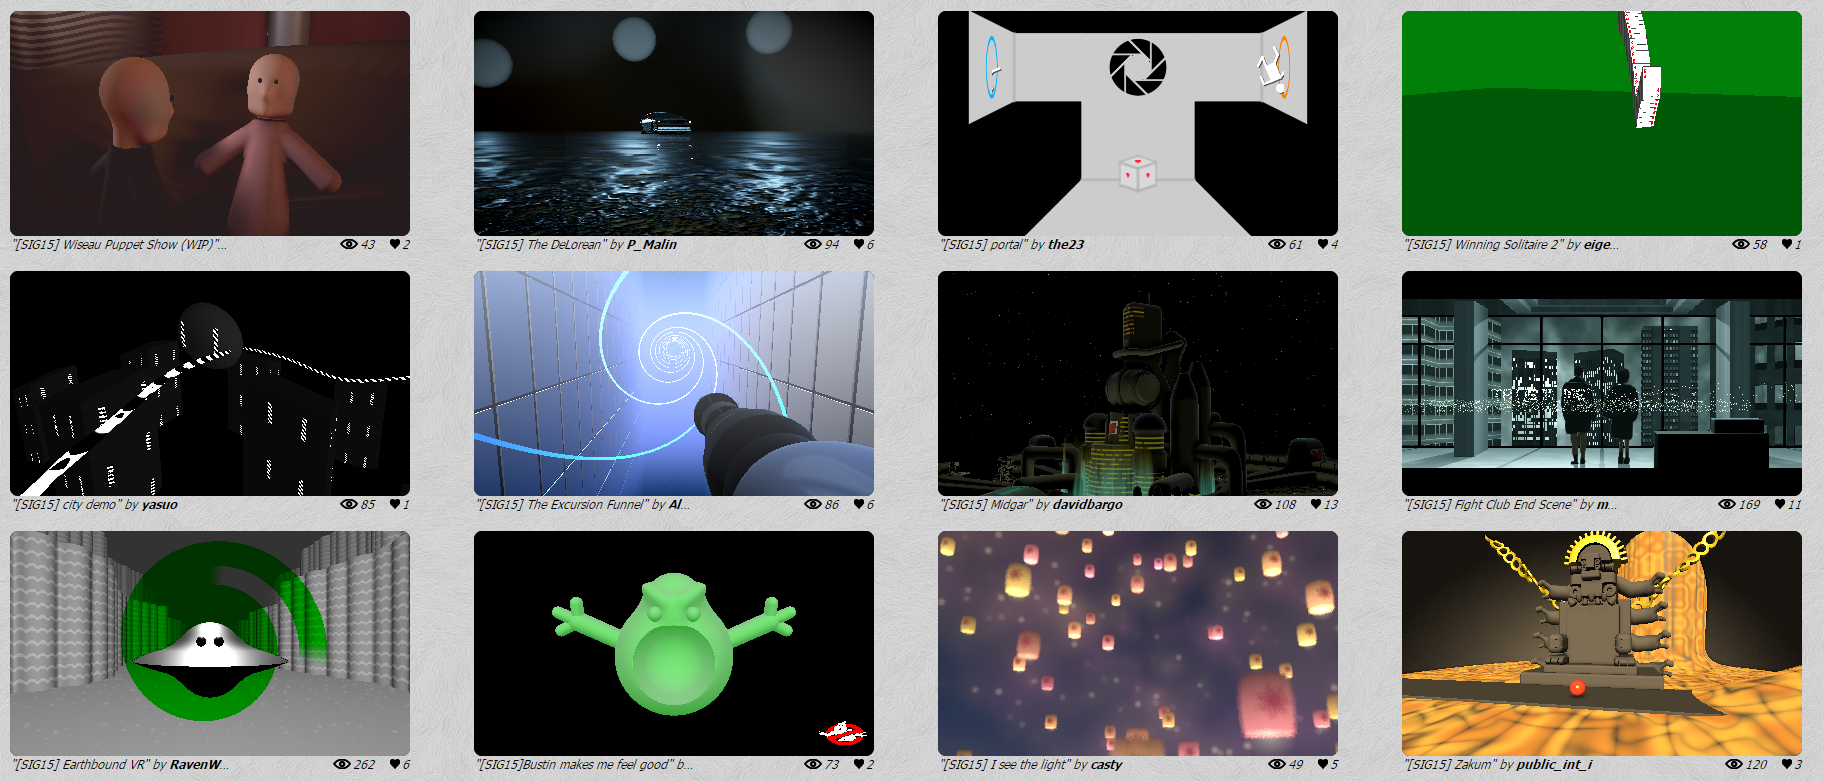 "[SIG15] Wiseau Puppet Show (WIP)"... 43 2
"[SIG15] The DeLorean" by P_Malin 94 6
"[SIG15] portal" by the23 61 4
"[SIG15] Winning Solitaire 2" by eige... 58 1
"[SIG15] city demo" by yasuo 85 1
"[SIG15] The Excursion Funnel" by Al... 86 6
"[SIG15] Midgar" by davidbargo 108 13
"[SIG15] Fight Club End Scene" by m... 169 11
"[SIG15] Earthbound VR" by RavenW... 262 6
"[SIG15]Bustin makes me feel good" b... 73 2
"[SIG15] I see the light" by casty 49 5
"[SIG15] Zakum" by public_int_i 120 3